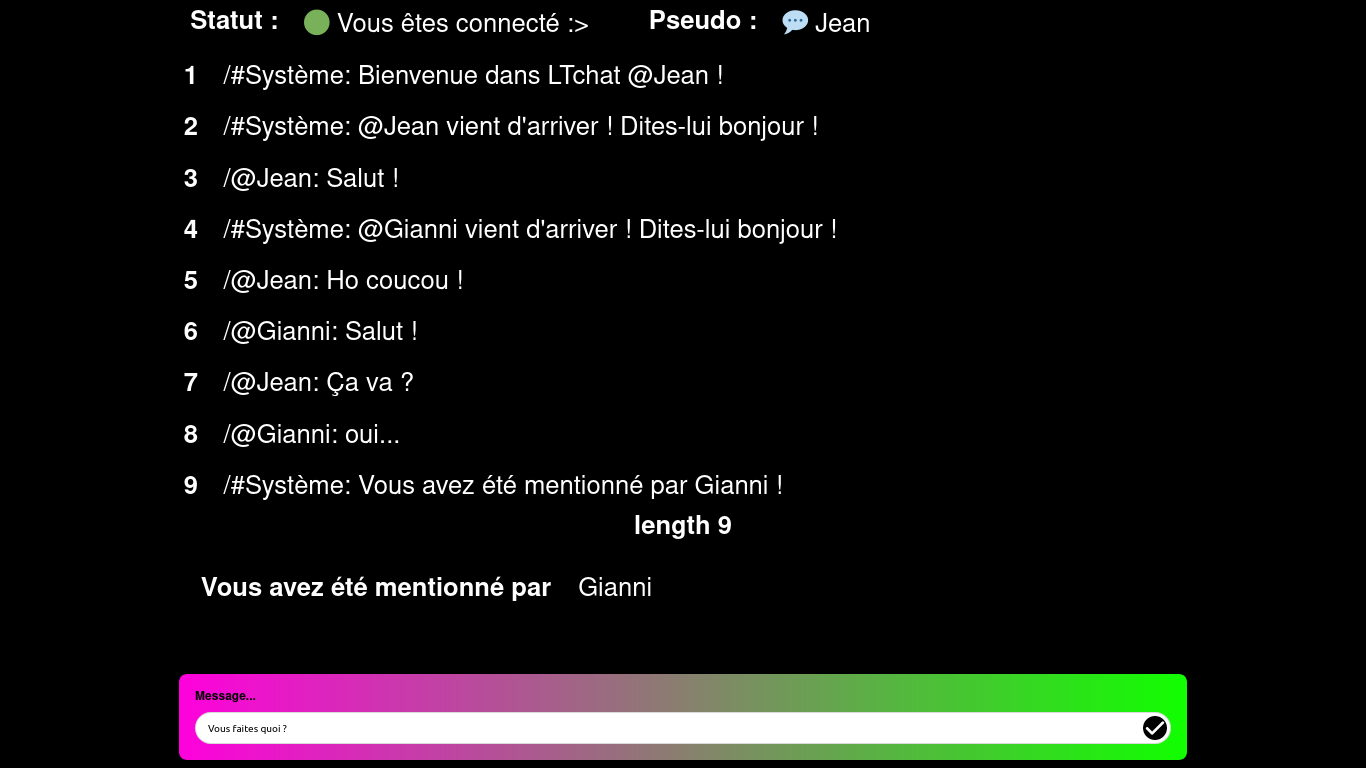 Statut : 🟢 Vous êtes connecté :> Pseudo : 💬 Jean
1 /#Système: Bienvenue dans LTchat @Jean !
2 /#Système: @Jean vient d'arriver ! Dites-lui bonjour !
3 /@Jean: Salut !
4 /#Système: @Gianni vient d'arriver ! Dites-lui bonjour !
5 /@Jean: Ho coucou !
6 /@Gianni: Salut !
7 /@Jean: Ça va ?
8 /@Gianni: oui...
9 /#Système: Vous avez été mentionné par Gianni !
length 9
Vous avez été mentionné par Gianni
Message...
Vous faites quoi ?